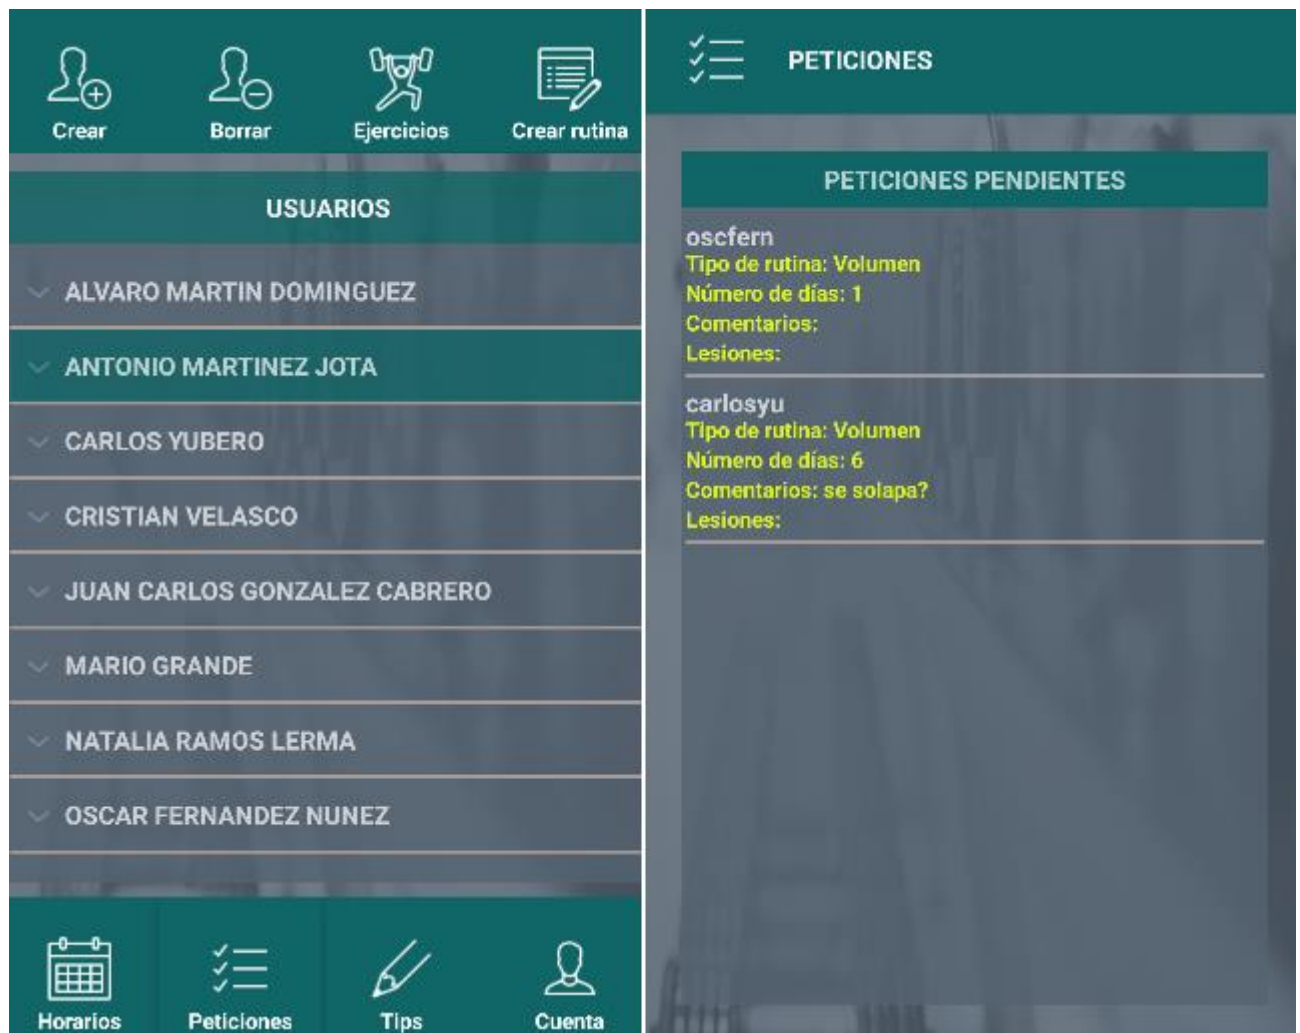 Crear
Borrar
Ejercicios
Crear rutina
USUARIOS
ALVARO MARTIN DOMINGUEZ
ANTONIO MARTINEZ JOTA
CARLOS YUBERO
CRISTIAN VELASCO
JUAN CARLOS GONZALEZ CABRERO
MARIO GRANDE
NATALIA RAMOS LERMA
OSCAR FERNANDEZ NUNEZ
Horarios
Peticiones
Tips
Cuenta
PETICIONES
PETICIONES PENDIENTES
oscfern
Tipo de rutina: Volumen
Número de días: 1
Comentarios:
Lesiones:
carlosyu
Tipo de rutina: Volumen
Número de días: 6
Comentarios: se solapa?
Lesiones: